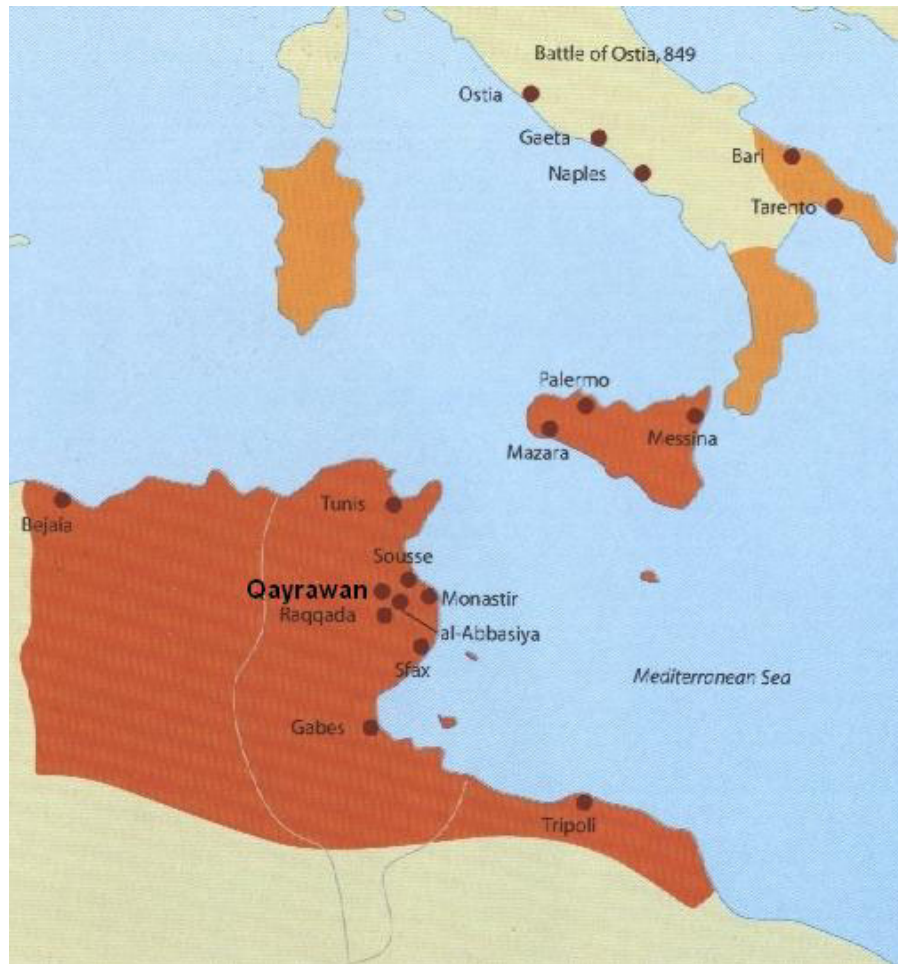 Battle of Ostia, 849
Ostia
Gaeta
Naples
Bari
Tarento
Palermo
Mazara
Messina
Bejaia
Tunis
Sousse
Qayrawan
Monastir
Raqqada
al-Abbasiya
Sfax
Mediterranean Sea
Gabes
Tripoli